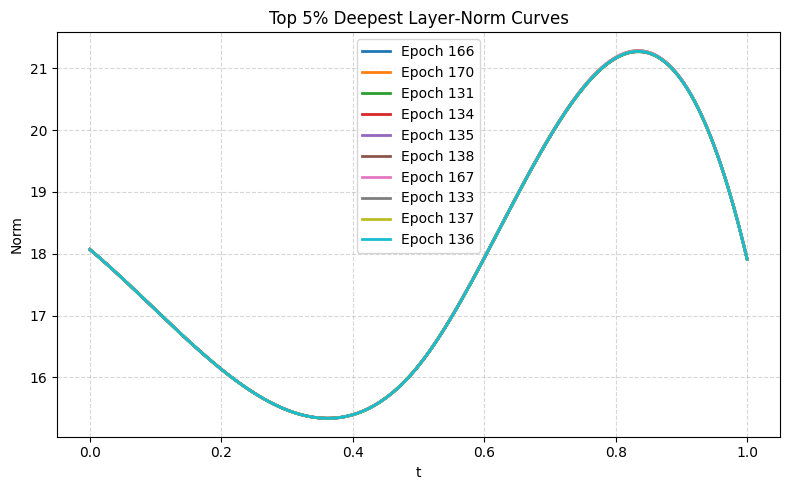 Top 5% Deepest Layer-Norm Curves
Epoch 166
Epoch 170
Epoch 131
Epoch 134
Epoch 135
Epoch 138
Epoch 167
Epoch 133
Epoch 137
Epoch 136
Norm
21
20
19
18
17
16
0.0 0.2 0.4 0.6 0.8 1.0
t